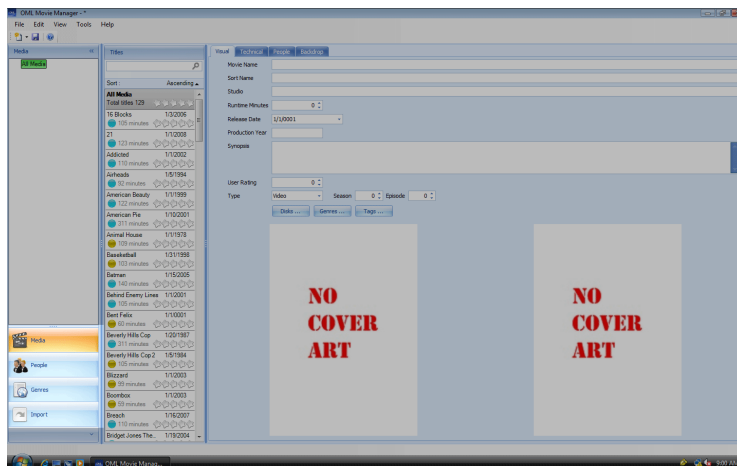 OML Movie Manager - *
File Edit View Tools Help
Media
All Media
Titles
Sort : Ascending
All Media
Total titles 129
16 Blocks 1/3/2006
105 minutes
21 1/1/2008
123 minutes
Addicted 1/1/2002
110 minutes
Airheads 1/5/1994
92 minutes
American Beauty 1/1/1999
122 minutes
American Pie 1/10/2001
311 minutes
Animal House 1/1/1978
109 minutes
Baseketball 1/31/1998
103 minutes
Batman 1/15/2005
140 minutes
Behind Enemy Lines 1/1/2001
106 minutes
Bent Felix 1/1/0001
60 minutes
Beverly Hills Cop 1/20/1987
311 minutes
Beverly Hills Cop 2 1/5/1984
105 minutes
Blizzard 1/1/2003
99 minutes
Boombox 1/1/2003
59 minutes
Breach 1/16/2007
110 minutes
Bridget Jones The... 1/19/2004
Media
People
Genres
Import
Visual Technical People Backdrop
Movie Name
Sort Name
Studio
Runtime Minutes 0
Release Date 1/1/0001
Production Year
Synopsis
User Rating 0
Type Video Season 0 Episode 0
Disks ... Genres ... Tags ...
NO
COVER
ART
NO
COVER
ART
OML Movie Manag...
9:00 AM